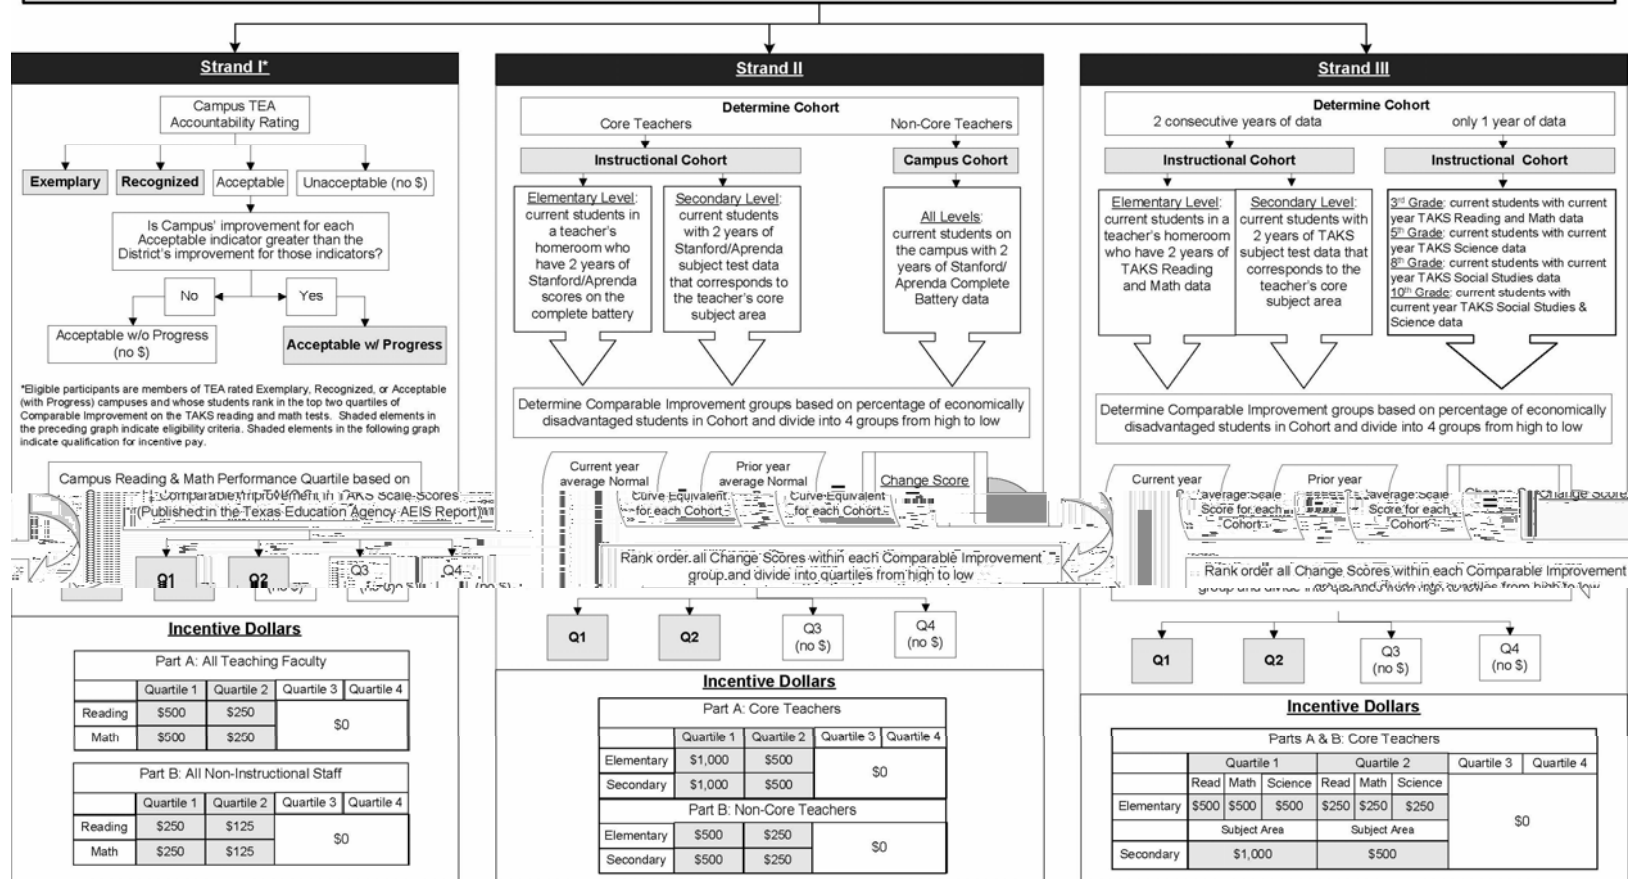 Strand I*
Campus TEA
Accountability Rating
Exemplary
Recognized
Acceptable
Unacceptable (no $)
Is Campus' improvement for each
Acceptable indicator greater than the
District's improvement for those indicators?
No
Yes
Acceptable w/o Progress
(no $)
Acceptable w/ Progress
*Eligible participants are members of TEA rated Exemplary, Recognized, or Acceptable
(with Progress) campuses and whose students rank in the top two quartiles of
Comparable Improvement on the TAKS reading and math tests. Shaded elements in
the preceding graph indicate eligibility criteria. Shaded elements in the following graph
indicate qualification for incentive pay.
Campus Reading & Math Performance Quartile based on
Comparable Improvement in TAKS Scale Scores
(Published in the Texas Education Agency AEIS Report)
Q1
Q2
Q3
Q4
Incentive Dollars
Part A: All Teaching Faculty
Quartile 1 Quartile 2 Quartile 3 Quartile 4
Reading $500 $250
$0
Math $500 $250
Part B: All Non-Instructional Staff
Quartile 1 Quartile 2 Quartile 3 Quartile 4
Reading $250 $125
$0
Math $250 $125
Strand II
Determine Cohort
Core Teachers
Non-Core Teachers
Instructional Cohort
Campus Cohort
Elementary Level:
current students in
a teacher's
homeroom who
have 2 years of
Stanford/Aprenda
scores on the
complete battery
Secondary Level:
current students
with 2 years of
Stanford/Aprenda
subject test data
that corresponds to
the teacher's core
subject area
All Levels:
current students on
the campus with 2
years of Stanford/
Aprenda Complete
Battery data
Determine Comparable Improvement groups based on percentage of economically
disadvantaged students in Cohort and divide into 4 groups from high to low
Current year
average Normal
Curve Equivalent
for each Cohort
Prior year
average Normal
Curve Equivalent
for each Cohort
Change Score
Rank order all Change Scores within each Comparable Improvement
group and divide into quartiles from high to low
Q1
Q2
Q3
(no $)
Q4
(no $)
Incentive Dollars
Part A: Core Teachers
Quartile 1 Quartile 2 Quartile 3 Quartile 4
Elementary $1,000 $500
$0
Secondary $1,000 $500
Part B: Non-Core Teachers
Elementary $500 $250
$0
Secondary $500 $250
Strand III
Determine Cohort
2 consecutive years of data
only 1 year of data
Instructional Cohort
Instructional Cohort
Elementary Level:
current students in a
teacher's homeroom
who have 2 years of
TAKS Reading
and Math data
Secondary Level:
current students with
2 years of TAKS
subject test data that
corresponds to the
teacher's core
subject area
3rd Grade: current students with current
year TAKS Reading and Math data
5th Grade: current students with current
year TAKS Science data
8th Grade: current students with current
year TAKS Social Studies data
10th Grade: current students with
current year TAKS Social Studies &
Science data
Determine Comparable Improvement groups based on percentage of economically
disadvantaged students in Cohort and divide into 4 groups from high to low
Current year
average Scale
Score for each
Cohort
Prior year
average Scale
Score for each
Cohort
Change Score
Rank order all Change Scores within each Comparable Improvement
group and divide into quartiles from high to low
Q1
Q2
Q3
(no $)
Q4
(no $)
Incentive Dollars
Parts A & B: Core Teachers
Quartile 1 Quartile 2 Quartile 3 Quartile 4
Read Math Science Read Math Science
Elementary $500 $500 $500 $250 $250 $250
$0
Subject Area Subject Area
Secondary $1,000 $500